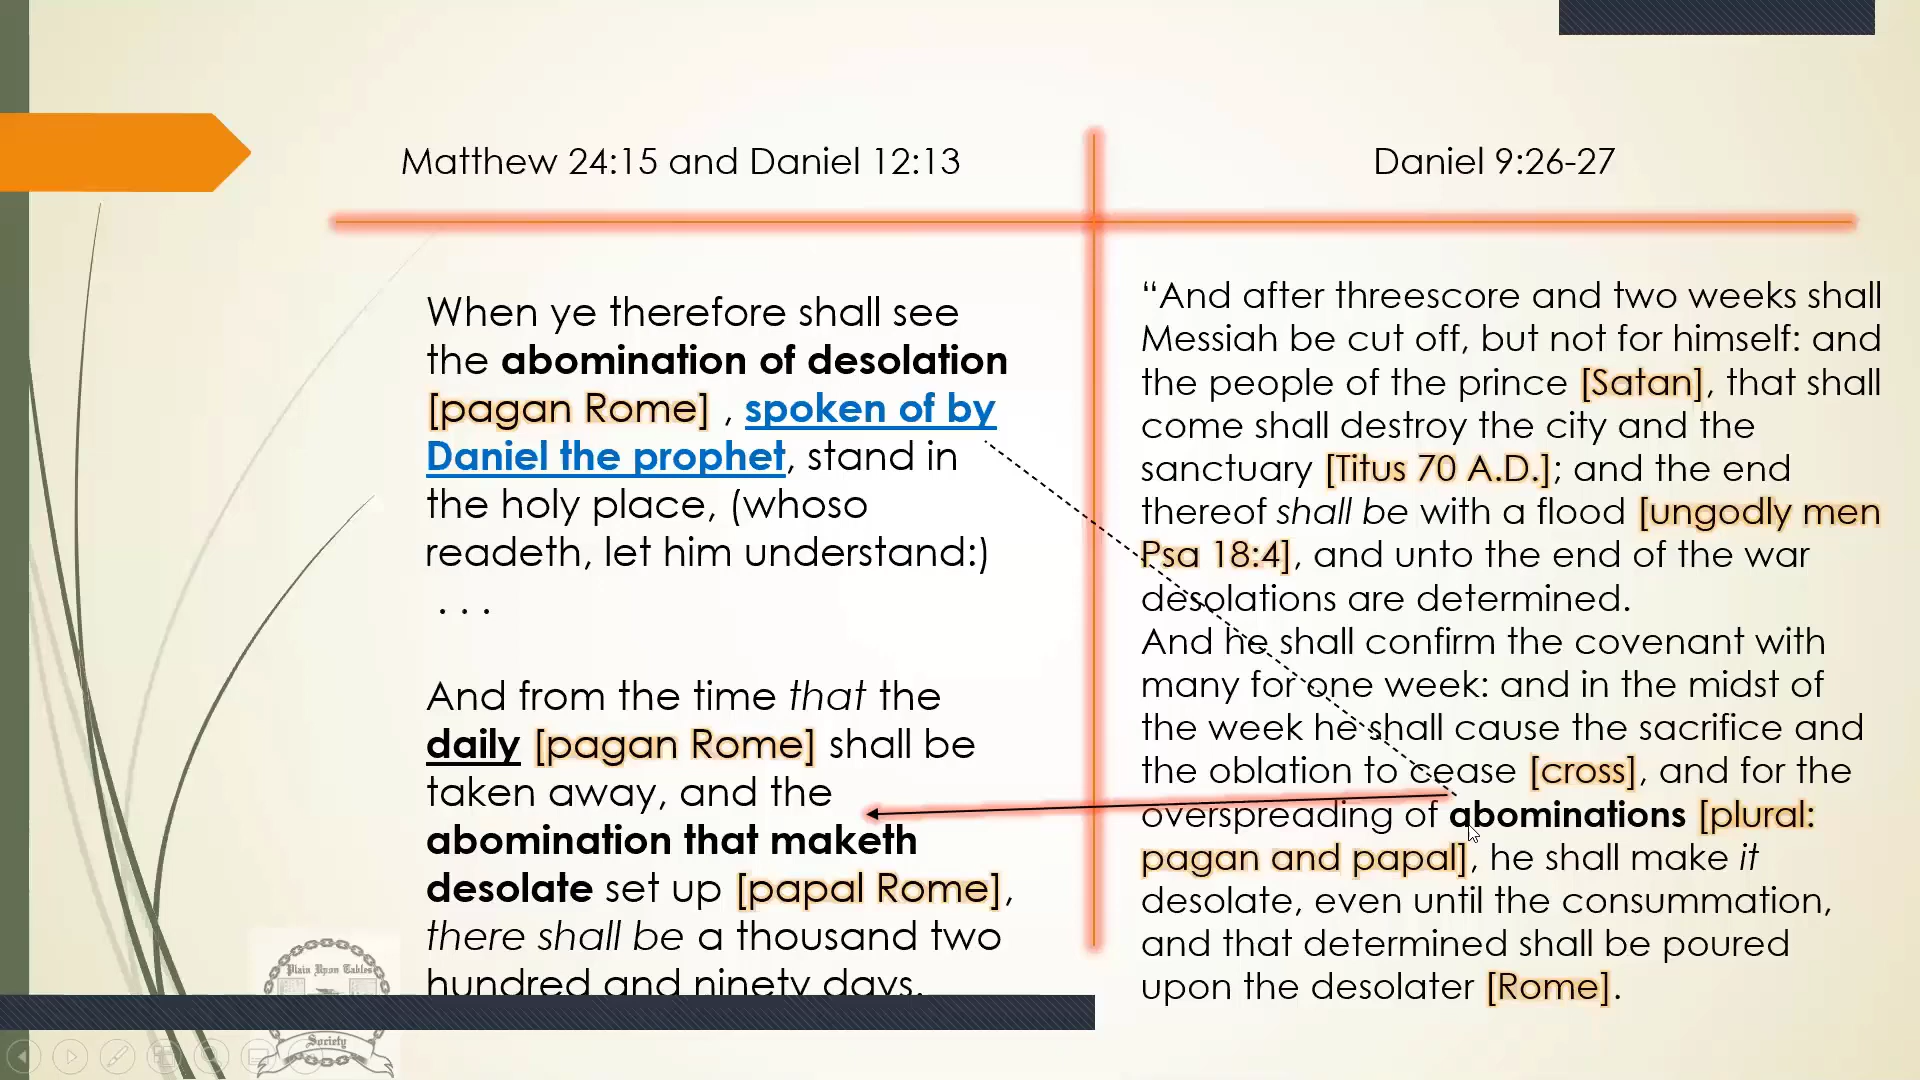 Matthew 24:15 and Daniel 12:13
When ye therefore shall see
the abomination of desolation
[pagan Rome] , spoken of by
Daniel the prophet, stand in
the holy place, (whoso
readeth, let him understand:)
. . .
And from the time that the
daily [pagan Rome] shall be
taken away, and the
abomination that maketh
desolate set up [papal Rome],
there shall be a thousand two
hundred and ninety days.
Daniel 9:26-27
“And after threescore and two weeks shall
Messiah be cut off, but not for himself: and
the people of the prince [Satan], that shall
come shall destroy the city and the
sanctuary [Titus 70 A.D.]; and the end
thereof shall be with a flood [ungodly men
Psa 18:4], and unto the end of the war
desolations are determined.
And he shall confirm the covenant with
many for one week: and in the midst of
the week he shall cause the sacrifice and
the oblation to cease [cross], and for the
overspreading of abominations [plural:
pagan and papal], he shall make it
desolate, even until the consummation,
and that determined shall be poured
upon the desolater [Rome].
Plain Upon Tables
Society